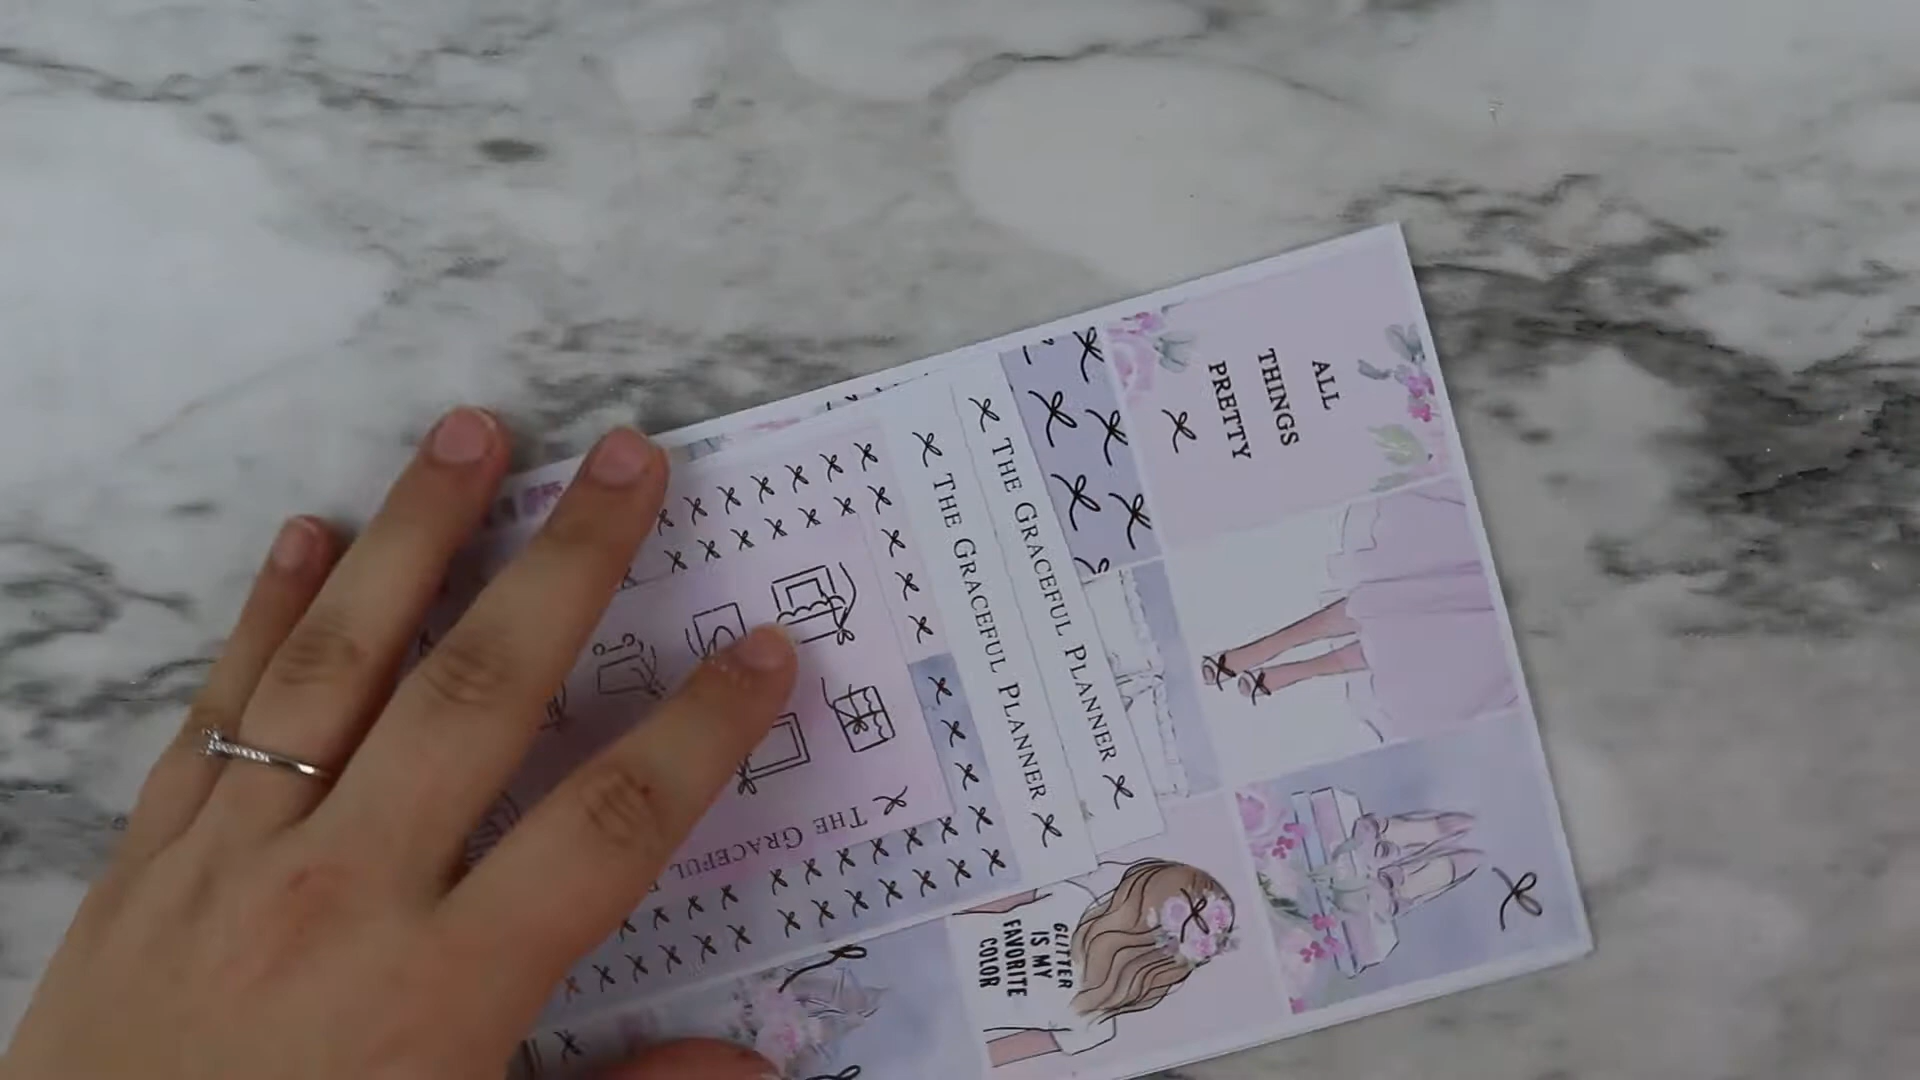 ALL
THINGS
PRETTY
THE GRACEFUL PLANNER
THE GRACEFUL PLANNER
THE GRACEFUL
GLITTER
IS MY
FAVORITE
COLOR